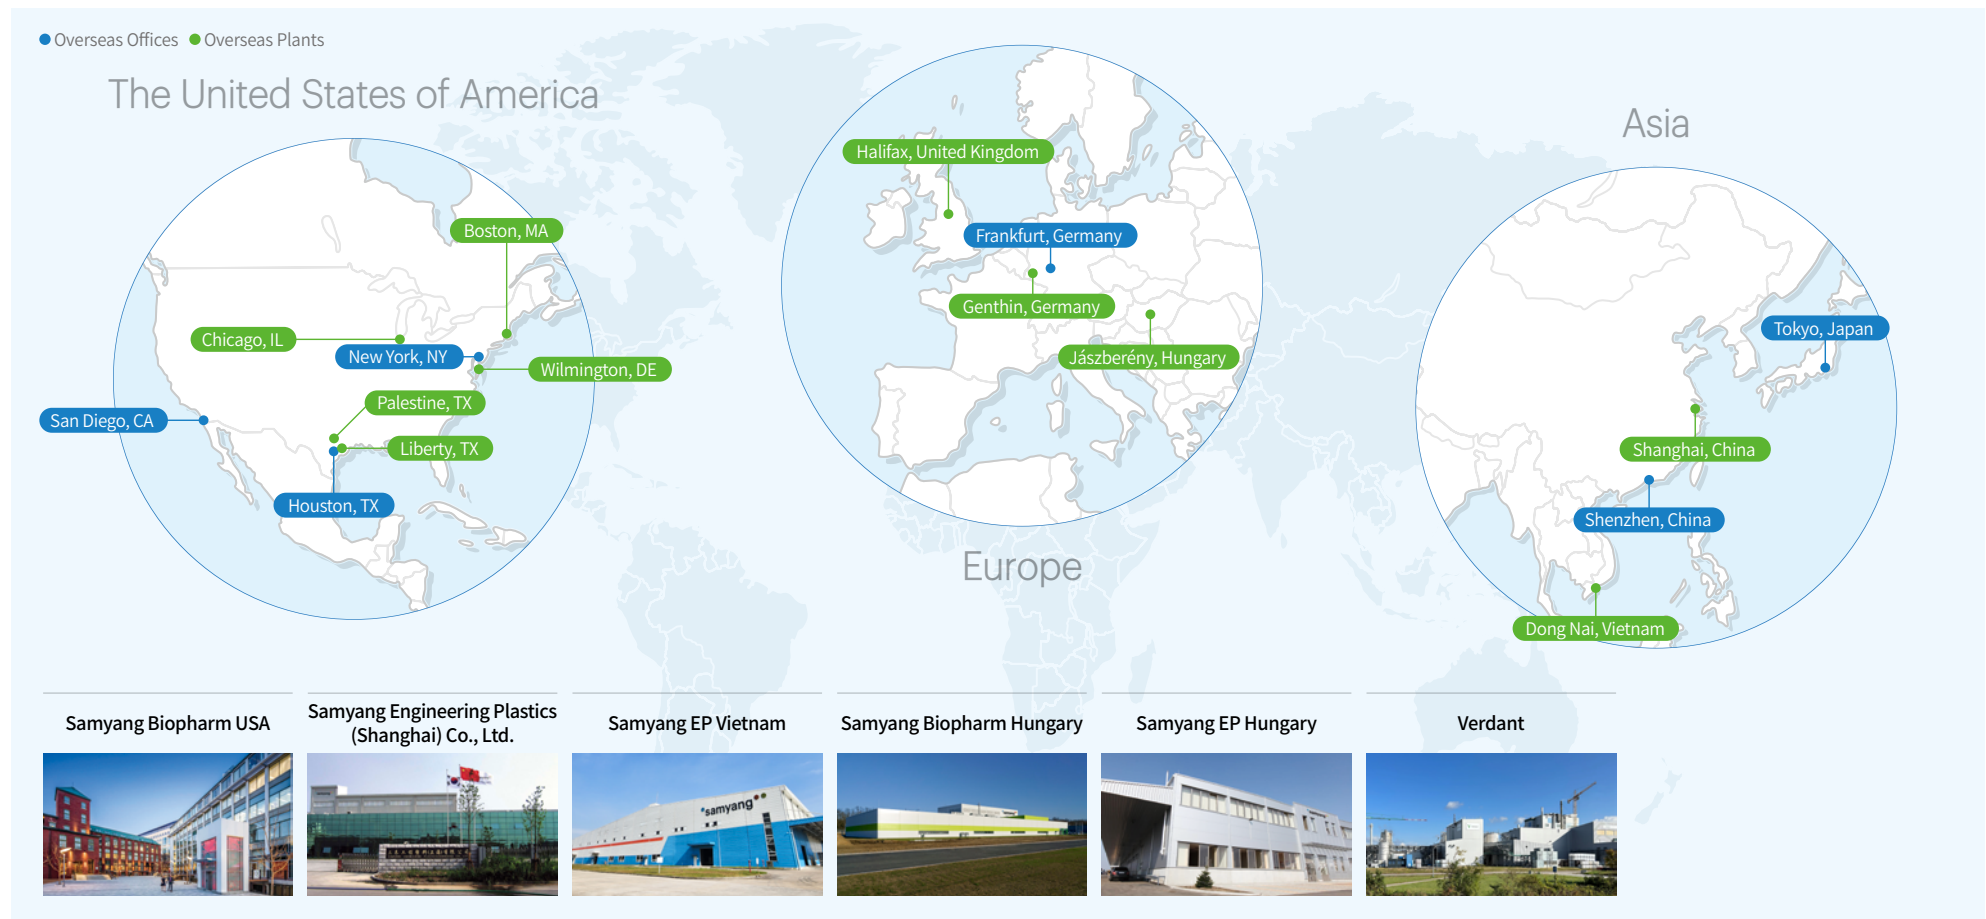 Overseas Offices
Overseas Plants
The United States of America
Boston, MA
Chicago, IL
New York, NY
Wilmington, DE
Palestine, TX
San Diego, CA
Liberty, TX
Houston, TX
Halifax, United Kingdom
Frankfurt, Germany
Genthin, Germany
Jászberény, Hungary
Europe
Asia
Tokyo, Japan
Shanghai, China
Shenzhen, China
Dong Nai, Vietnam
Samyang Biopharm USA
Samyang Engineering Plastics
(Shanghai) Co., Ltd.
Samyang EP Vietnam
samyang
Samyang Biopharm Hungary
Samyang EP Hungary
Verdant